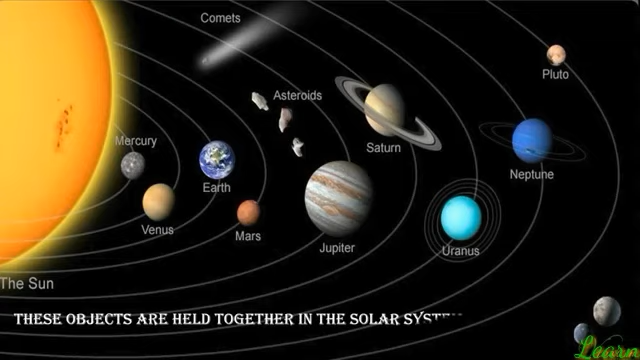 Comets
Pluto
Asteroids
Mercury
Saturn
Neptune
Earth
Venus
Mars
Jupiter
Uranus
The Sun
THESE OBJECTS ARE HELD TOGETHER IN THE SOLAR
Learn